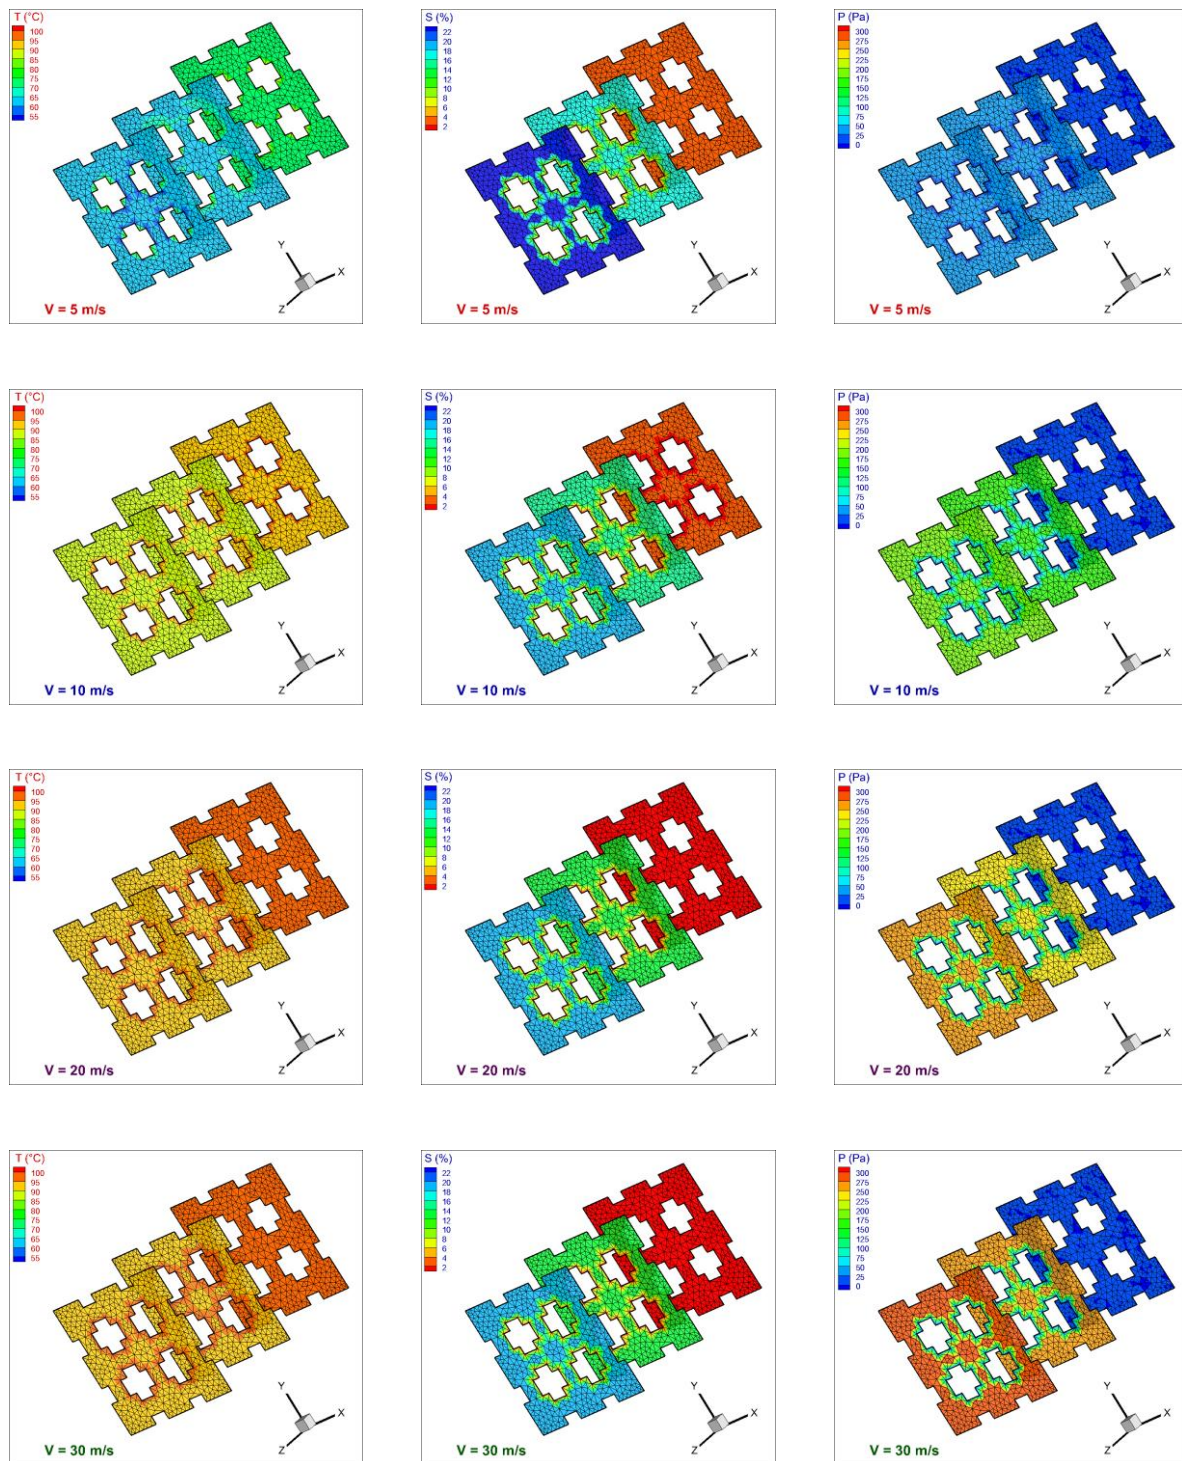 T (°C)
100
95
90
85
80
75
70
65
60
55
Y
X
Z
V = 5 m/s
S (%)
22
20
18
16
14
12
10
8
6
4
2
Y
X
Z
V = 5 m/s
P (Pa)
300
275
250
225
200
175
150
125
100
75
50
25
0
Y
X
Z
V = 5 m/s
T (°C)
100
95
90
85
80
75
70
65
60
55
Y
X
Z
V = 10 m/s
S (%)
22
20
18
16
14
12
10
8
6
4
2
Y
X
Z
V = 10 m/s
P (Pa)
300
275
250
225
200
175
150
125
100
75
50
25
0
Y
X
Z
V = 10 m/s
T (°C)
100
95
90
85
80
75
70
65
60
55
Y
X
Z
V = 20 m/s
S (%)
22
20
18
16
14
12
10
8
6
4
2
Y
X
Z
V = 20 m/s
P (Pa)
300
275
250
225
200
175
150
125
100
75
50
25
0
Y
X
Z
V = 20 m/s
T (°C)
100
95
90
85
80
75
70
65
60
55
Y
X
Z
V = 30 m/s
S (%)
22
20
18
16
14
12
10
8
6
4
2
Y
X
Z
V = 30 m/s
P (Pa)
300
275
250
225
200
175
150
125
100
75
50
25
0
Y
X
Z
V = 30 m/s